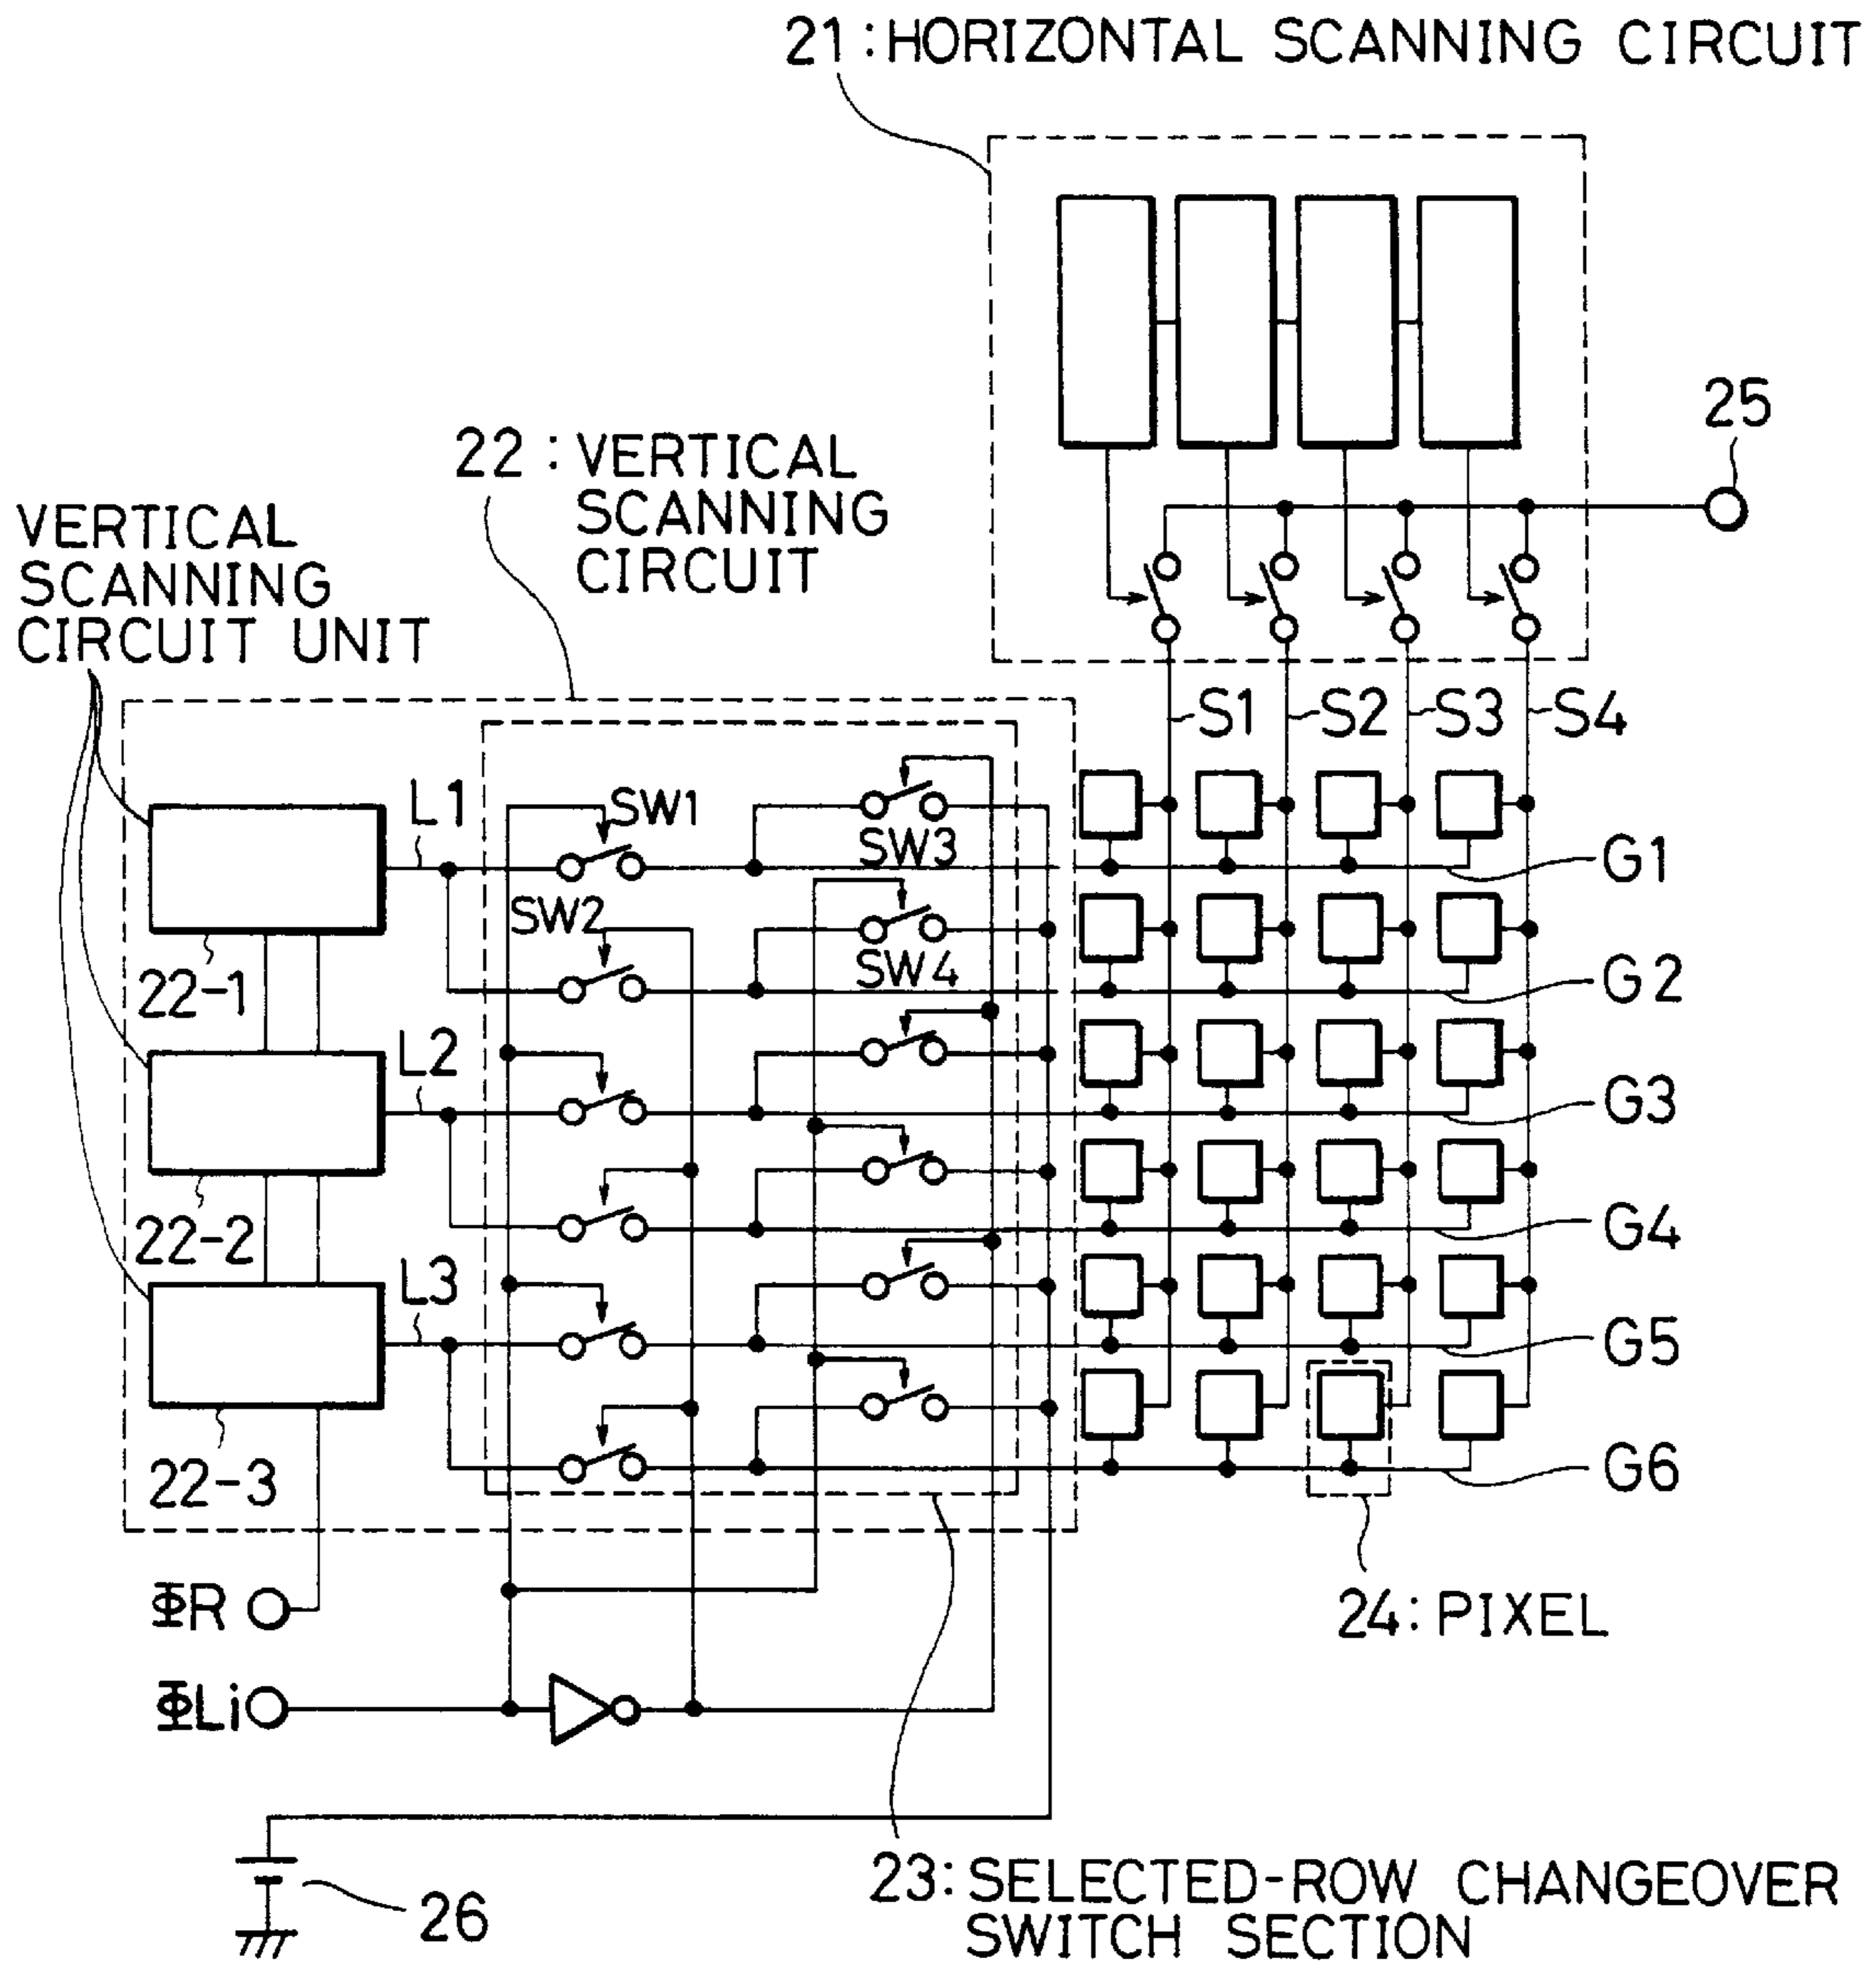 21: HORIZONTAL SCANNING CIRCUIT
25
22: VERTICAL
SCANNING
CIRCUIT
VERTICAL
SCANNING
CIRCUIT UNIT
S1
S2
S3
S4
L1
SW1
SW3
G1
SW2
SW4
22-1
G2
L2
G3
22-2
G4
L3
G5
22-3
G6
ΦR
24: PIXEL
ΦLi
23: SELECTED-ROW CHANGEOVER
SWITCH SECTION
26